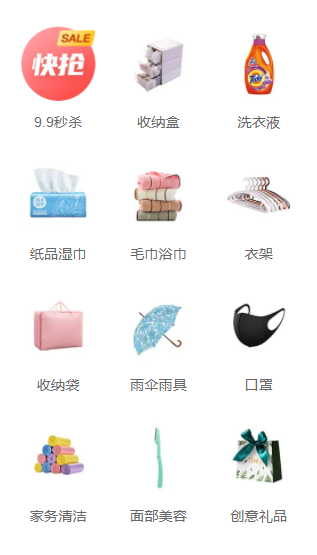 SALE
快抢
9.9秒杀
收纳盒
Tide
洗衣液
纸品湿巾
毛巾浴巾
衣架
收纳袋
雨伞雨具
口罩
家务清洁
面部美容
创意礼品